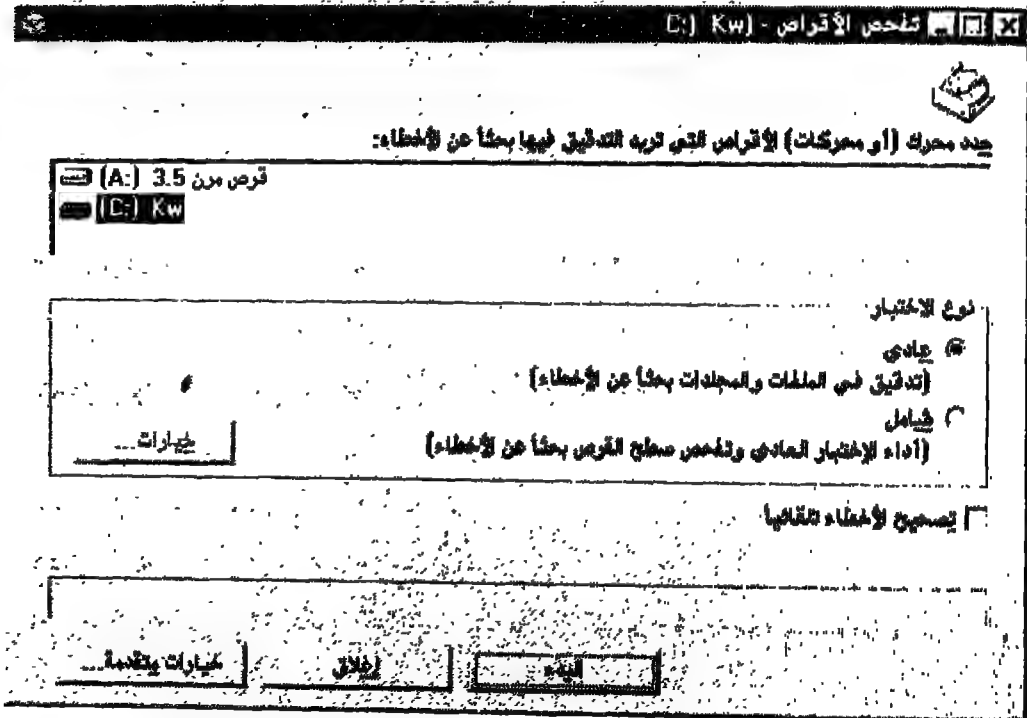 تفحص الأقراص - (Kw (C:
حدد محرك (أو محركات) الأقراص التي تريد التدقيق فيها بحثاً عن الأخطاء:
قرص مرن 3.5 (A:)
Kw (C:)
نوع الاختبار
عادي
(تدقيق في الملفات والمجلدات بحثاً عن الأخطاء)
شامل
(أداء الإختبار العادي وتفحص سطح القرص بحثاً عن الأخطاء)
خيارات...
تصحيح الأخطاء تلقائياً
البدء
إغلاق
خيارات متقدمة...